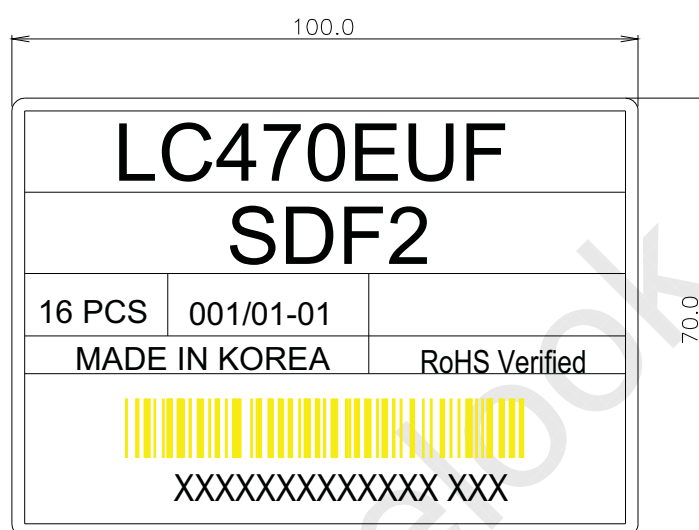 100.0
LC470EUF
SDF2
70.0
16 PCS 001/01-01
MADE IN KOREA RoHS Verified
XXXXXXXXXXXXX XXX